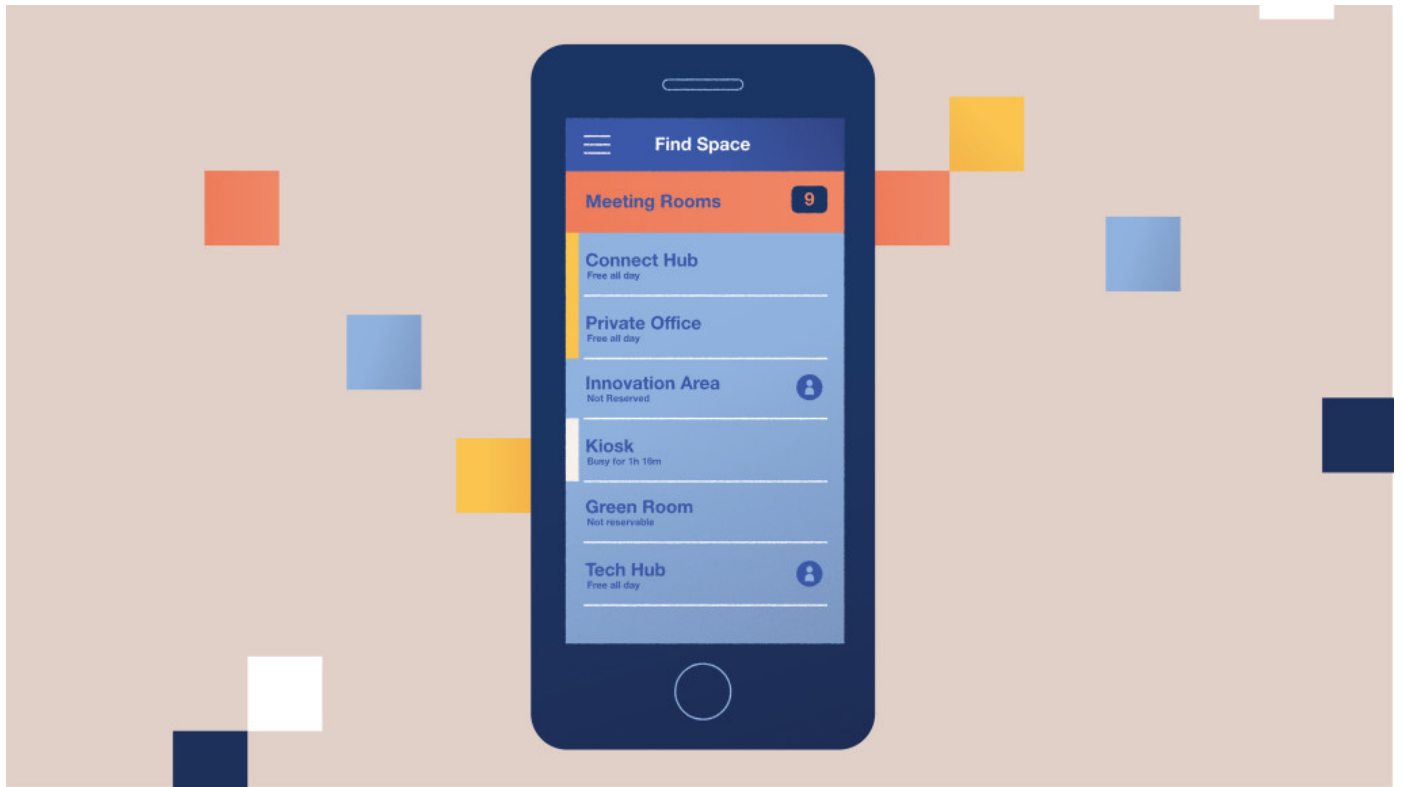 Find Space
Meeting Rooms 9
Connect Hub
Free all day
Private Office
Free all day
Innovation Area
Not Reserved
Kiosk
Busy for 1h 16m
Green Room
Not reservable
Tech Hub
Free all day